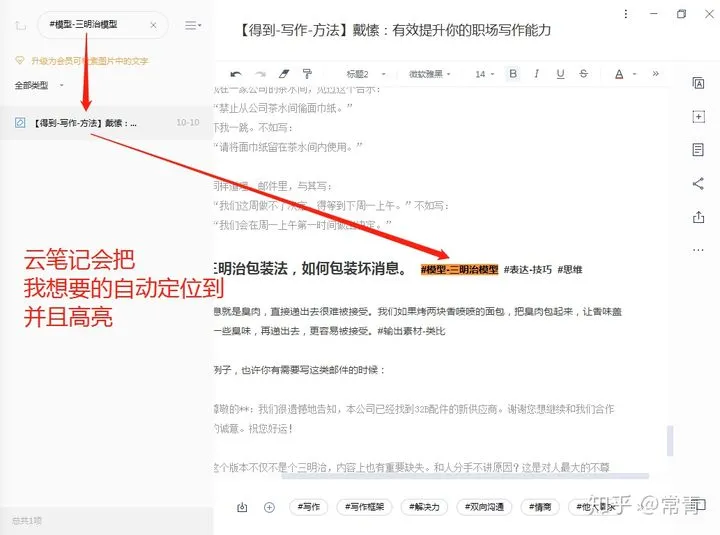 #模型-三明治模型
升级为会员可检索图片中的文字
全部类型
【得到-写作-方法】戴愫：...
10-10
云笔记会把
我想要的自动定位到
并且高亮
总共1项
【得到-写作-方法】戴愫：有效提升你的职场写作能力
标题2
微软雅黑
14
B
I
U
S
A
»
在一家公司的茶水间，见过这个告示：
“禁止从公司茶水间偷面巾纸。”
我一跳。不如写：
“请将面巾纸留在茶水间内使用。”
同样道理，邮件里，与其写：
“我们这周做不了决定，得等到下周一上午。”不如写：
“我们会在周一上午第一时间做出决定。”
三明治包装法，如何包装坏消息。 #模型-三明治模型 #表达-技巧 #思维
息就是臭肉，直接递出去很难被接受。我们如果烤两块香喷喷的面包，把臭肉包起来，让香味盖
一些臭味，再递出去，更容易被接受。#输出素材-类比
例子，也许你有需要写这类邮件的时候：
尊敬的**：我们很遗憾地告知，本公司已经找到32B配件的新供应商。谢谢您想继续和我们合作
的诚意。祝您好运！
这个版本不仅不是个三明治，内容上也有重要缺失。和人分手不讲原因？这是对人最大的不尊
#写作
#写作框架
#解决力
#双向沟通
#情商
知乎 @常青